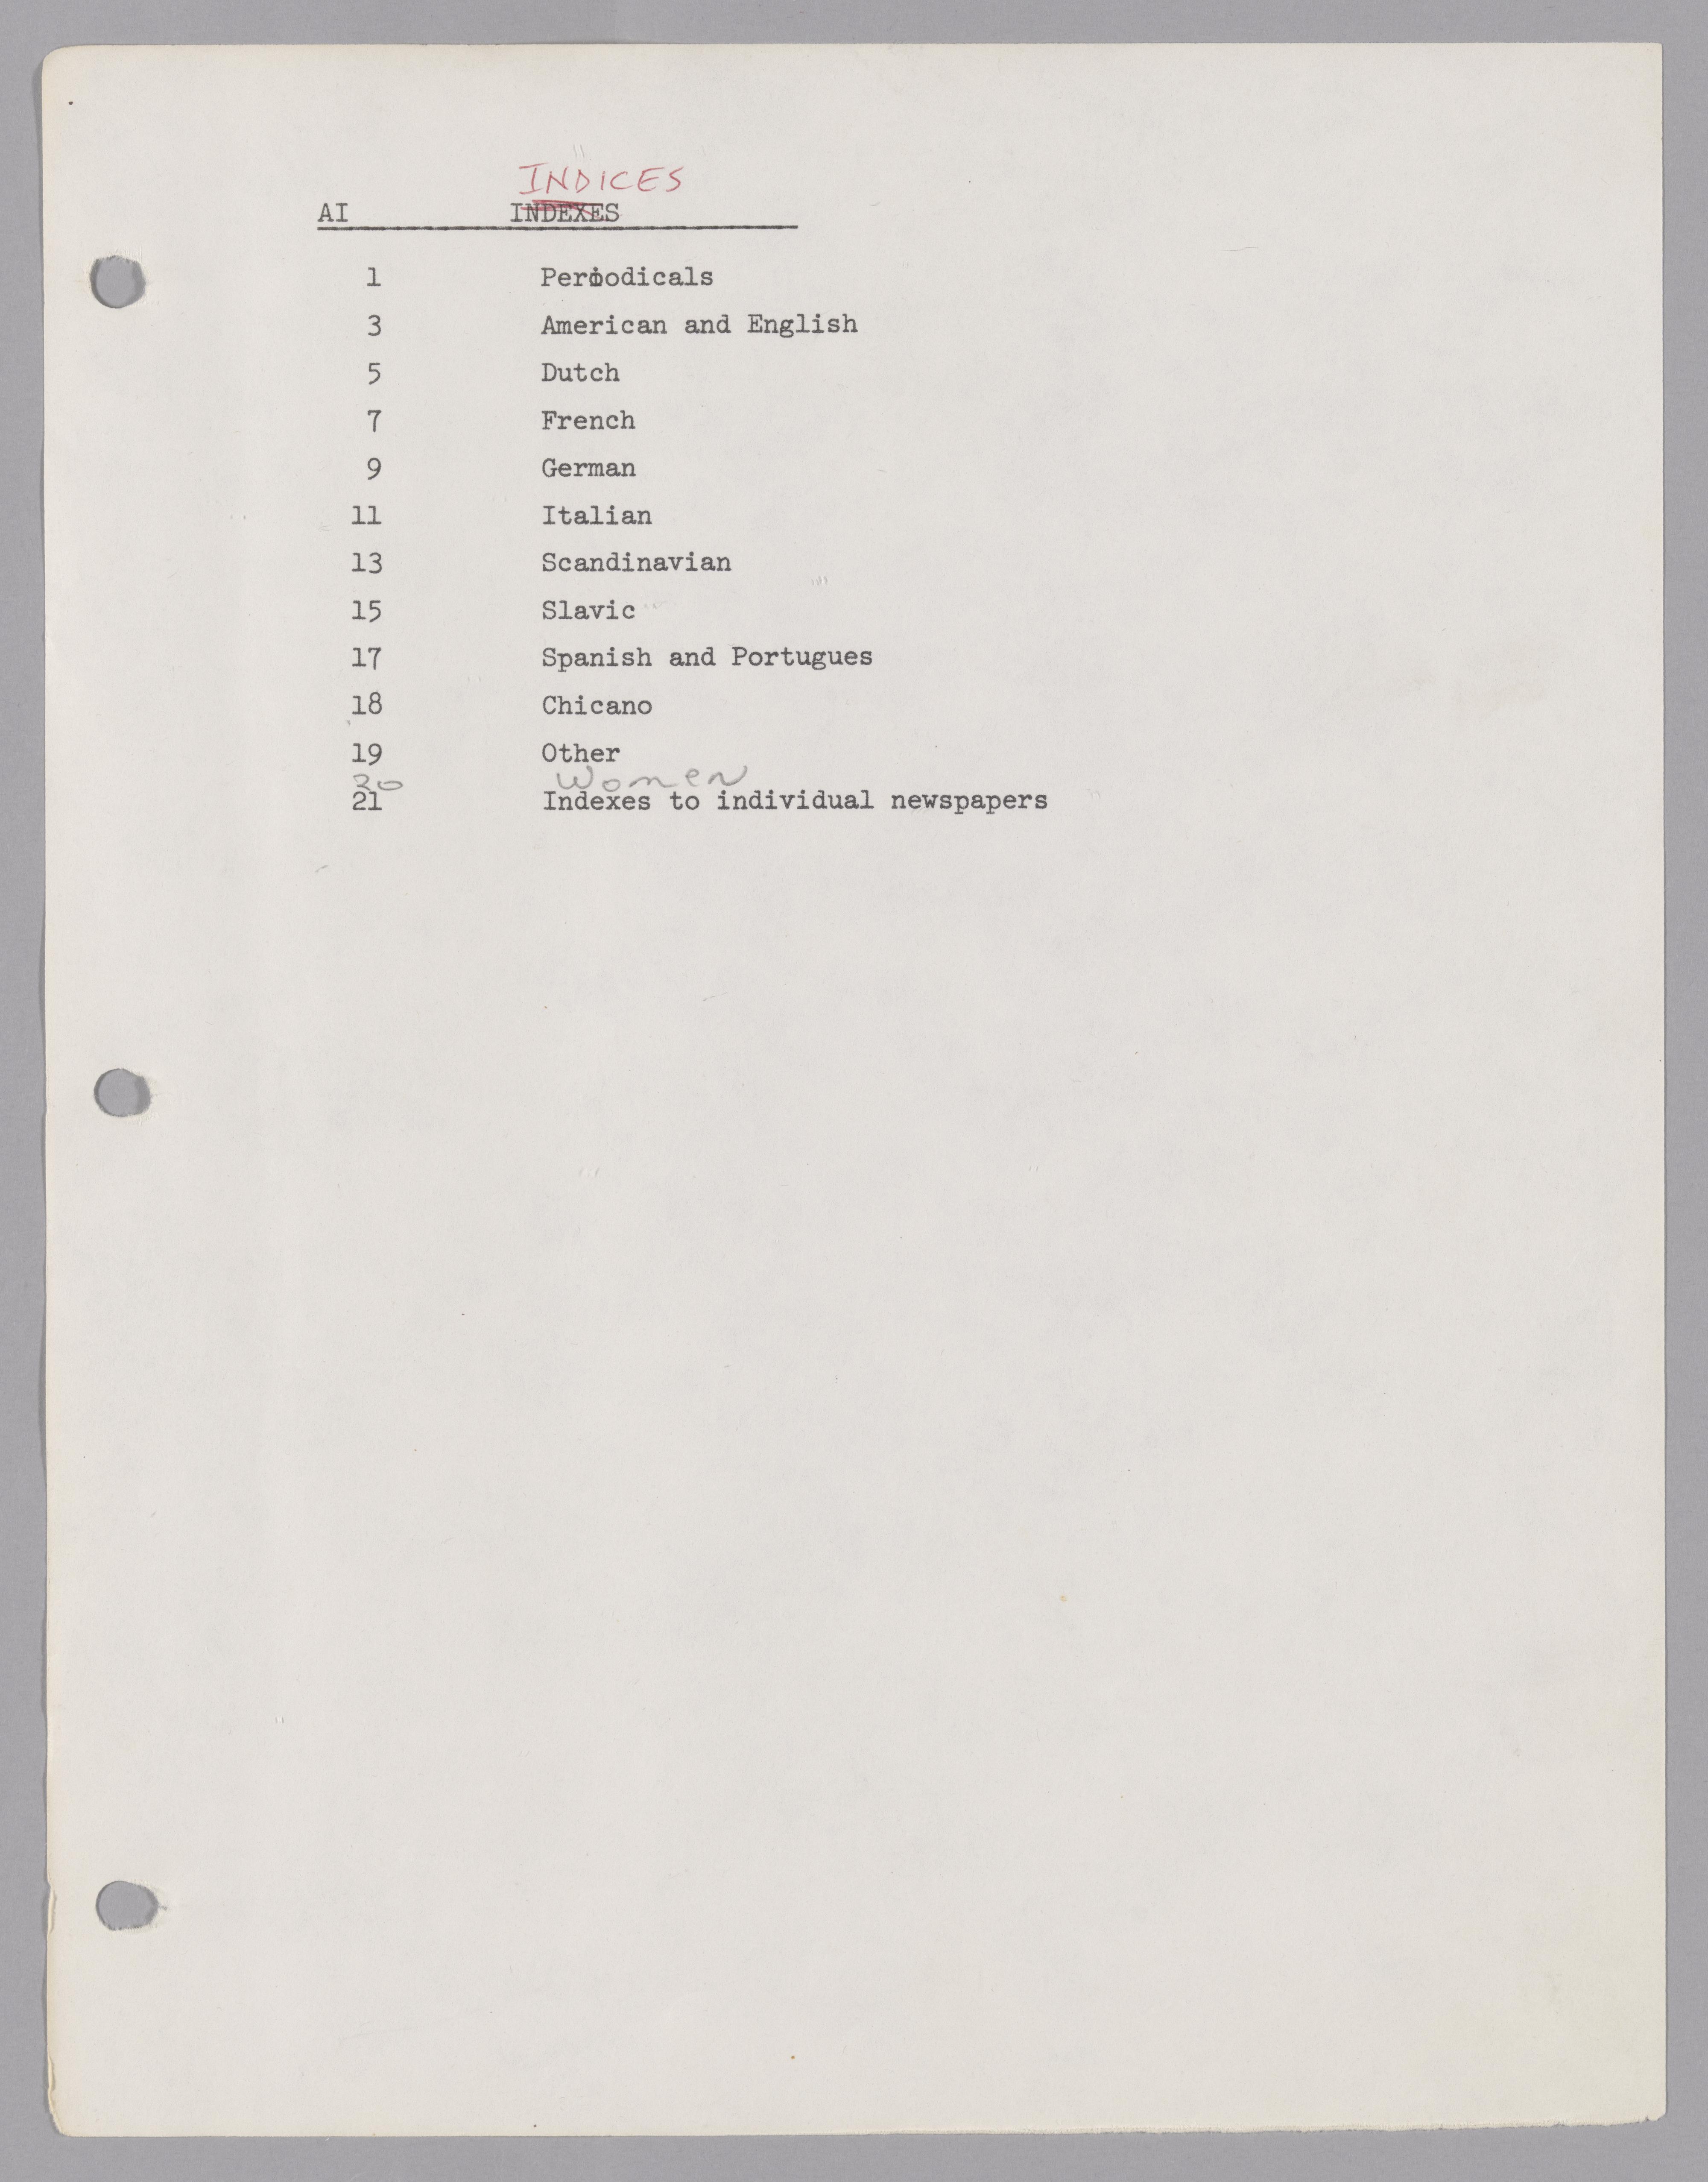 INDICES
AI INDEXES
1 Periodicals
3 American and English
5 Dutch
7 French
9 German
11 Italian
13 Scandinavian
15 Slavic
17 Spanish and Portugues
18 Chicano
19 Other
20 Women
21 Indexes to individual newspapers